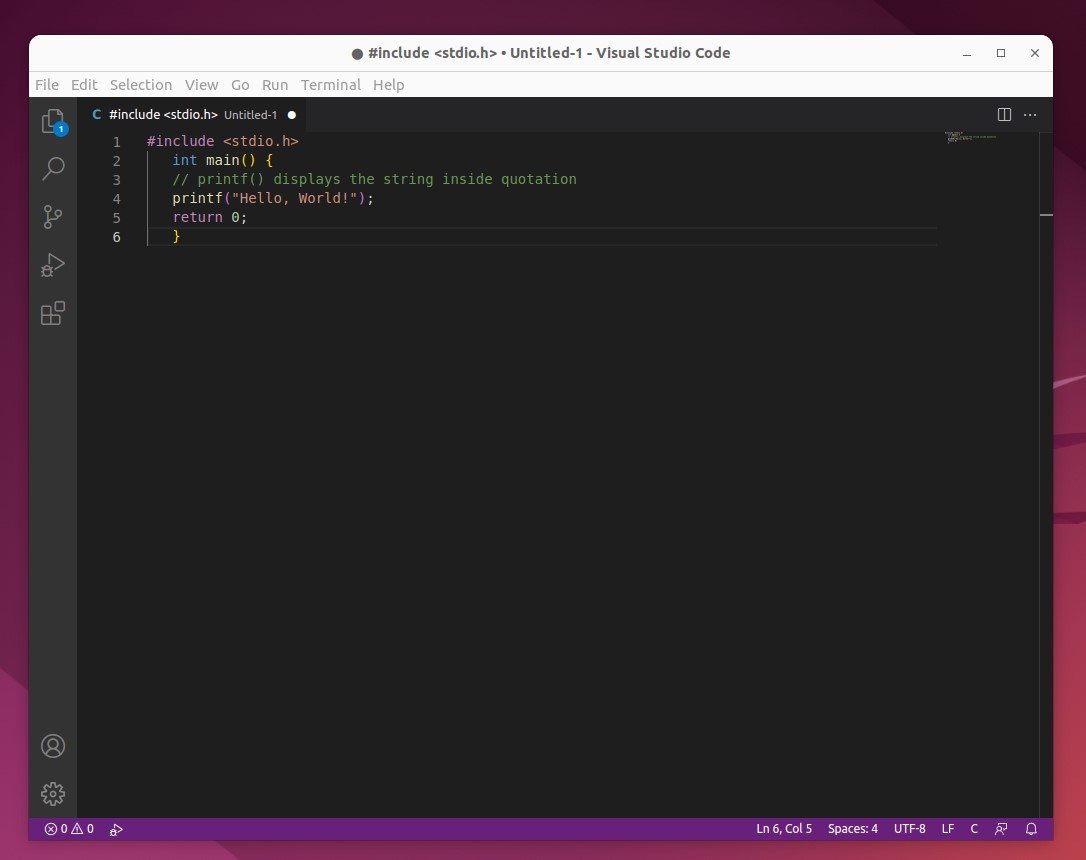 ● #include <stdio.h> • Untitled-1 - Visual Studio Code
File Edit Selection View Go Run Terminal Help
1
C #include <stdio.h> Untitled-1 ●
1 #include <stdio.h>
2 int main() {
3 // printf() displays the string inside quotation
4 printf("Hello, World!");
5 return 0;
6 }
0 0 Ln 6, Col 5 Spaces: 4 UTF-8 LF C